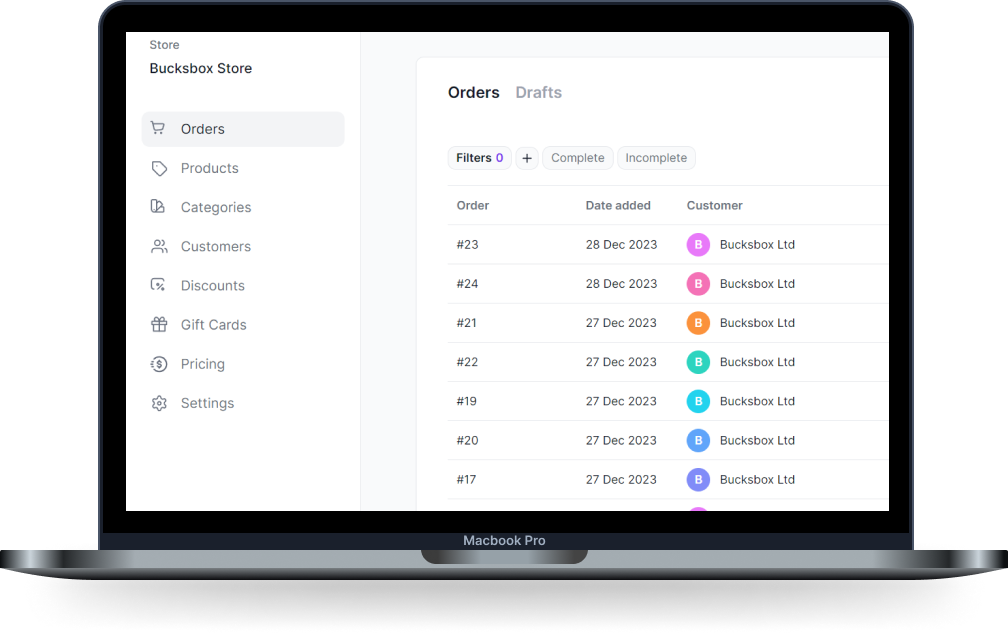 Store
Bucksbox Store
Orders
Products
Categories
Customers
Discounts
Gift Cards
Pricing
Settings
Orders Drafts
Filters 0 + Complete Incomplete
Order Date added Customer
#23 28 Dec 2023 B Bucksbox Ltd
#24 28 Dec 2023 B Bucksbox Ltd
#21 27 Dec 2023 B Bucksbox Ltd
#22 27 Dec 2023 B Bucksbox Ltd
#19 27 Dec 2023 B Bucksbox Ltd
#20 27 Dec 2023 B Bucksbox Ltd
#17 27 Dec 2023 B Bucksbox Ltd
Macbook Pro